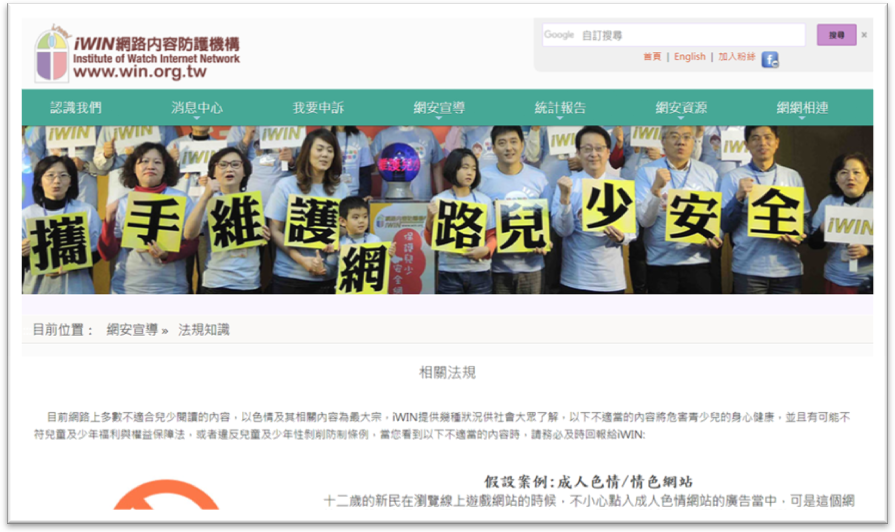 iWIN網路內容防護機構
Institute of Watch Internet Network
www.win.org.tw
Google 自訂搜尋
搜尋 ×
首頁 | English | 加入粉絲
認識我們 消息中心 我要申訴 網安宣導 統計報告 網安資源 網網相連
iWIN
攜手維護網路兒少安全
iWIN
目前位置： 網安宣導 » 法規知識
相關法規
目前網路上多數不適合兒少閱讀的內容，以色情及其相關內容為最大宗，iWIN提供幾種狀況供社會大眾了解，以下不適當的內容將危害青少兒的身心健康，並且有可能不
符兒童及少年福利與權益保障法，或者違反兒童及少年性剝削防制條例，當您看到以下不適當的內容時，請務必及時回報給iWIN:
假設案例:成人色情/情色網站
十二歲的新民在瀏覽線上遊戲網站的時候，不小心點入成人色情網站的廣告當中，可是這個網